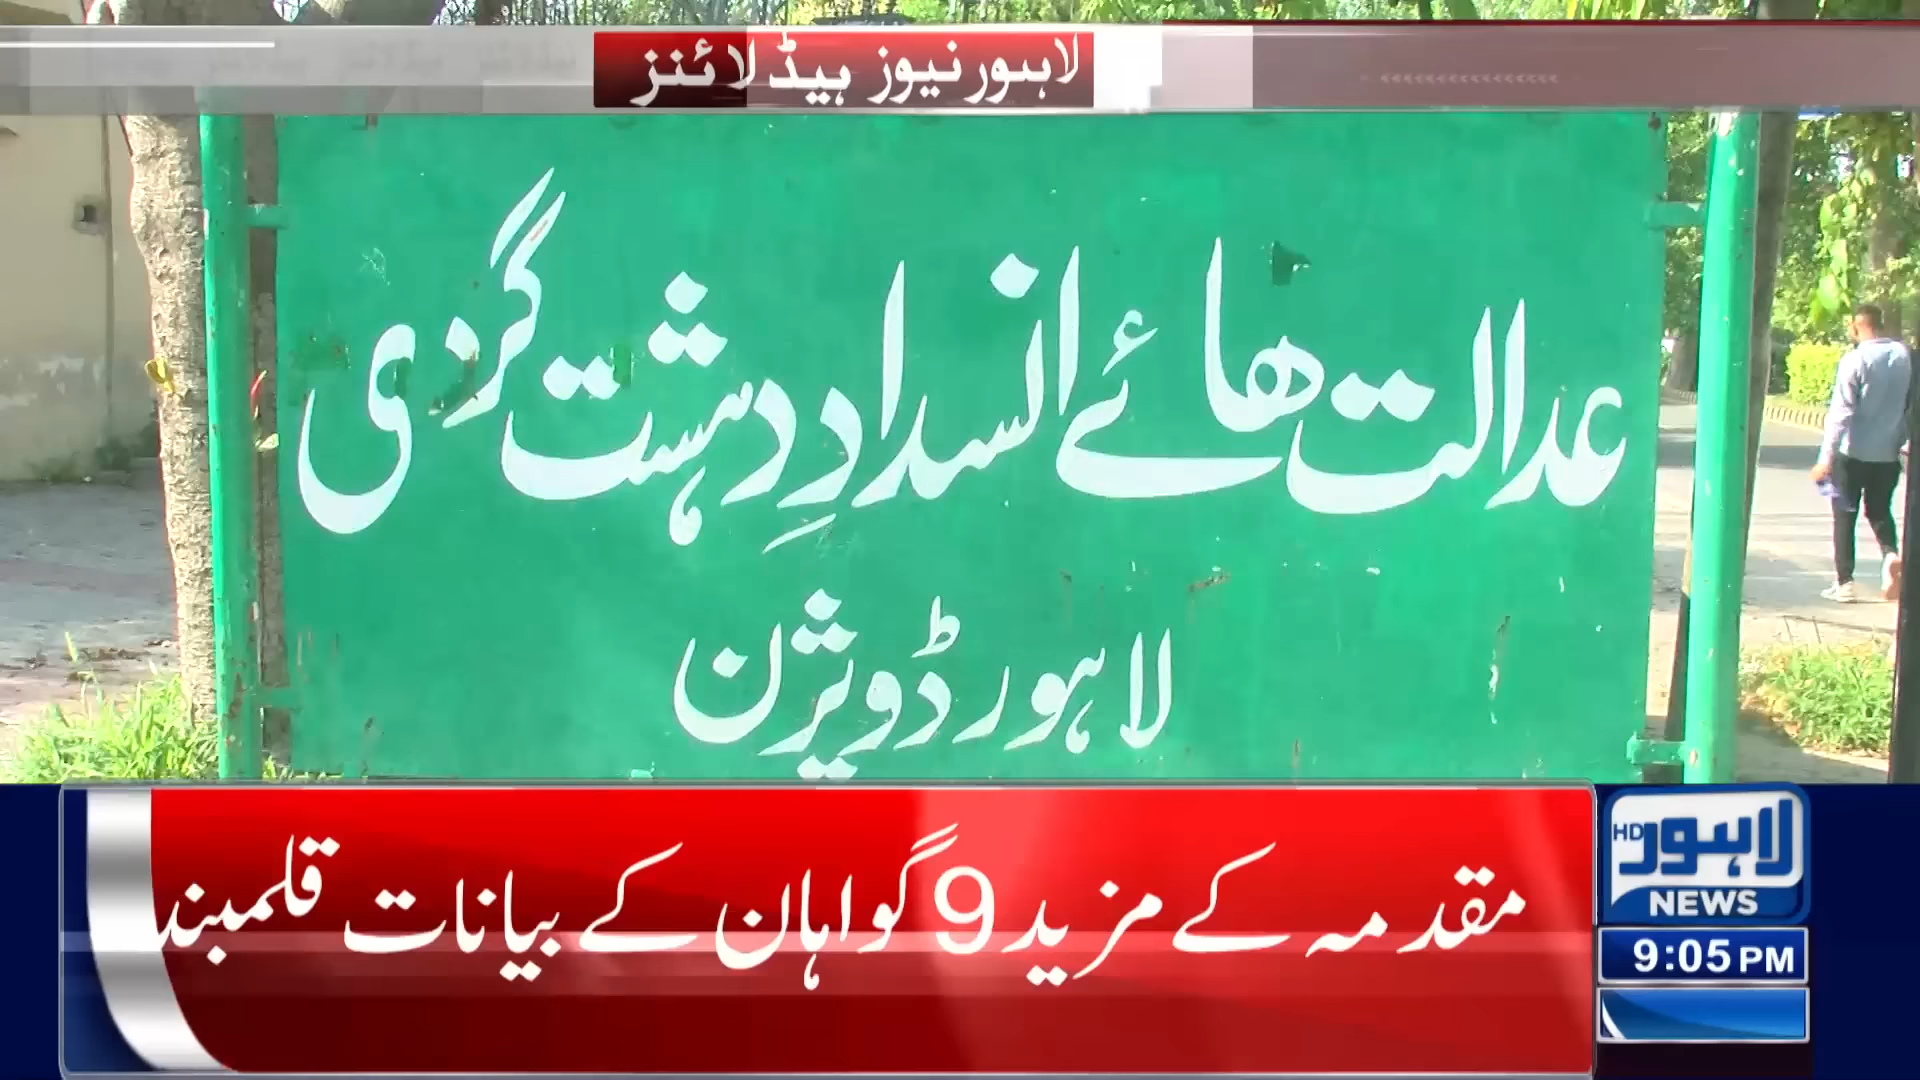 لاہور نیوز ہیڈ لائنز
عدالت ھائے انسدادِ دہشت گردی
لاہور ڈویژن
مقدمہ کے مزید 9 گواہان کے بیانات قلمبند
لاہور
HD
NEWS
9:05 PM